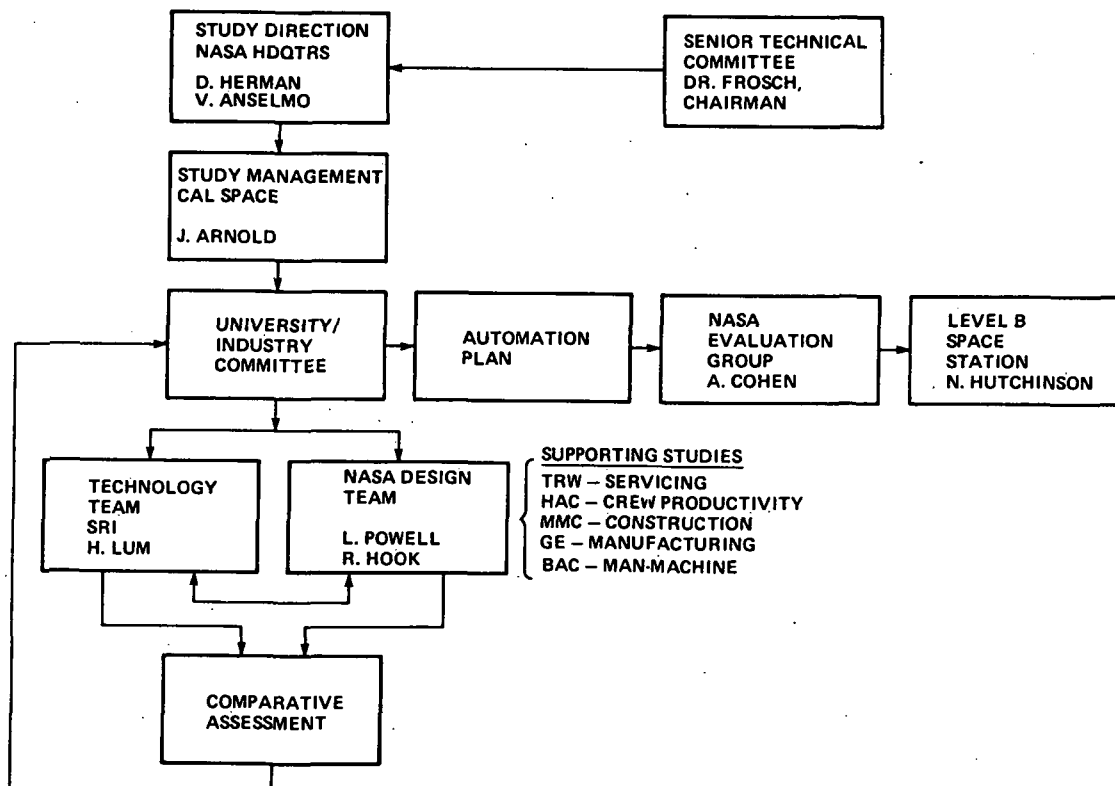 STUDY DIRECTION
NASA HDQTRS
D. HERMAN
V. ANSELMO
SENIOR TECHNICAL
COMMITTEE
DR. FROSCH,
CHAIRMAN
STUDY MANAGEMENT
CAL SPACE
J. ARNOLD
UNIVERSITY/
INDUSTRY
COMMITTEE
AUTOMATION
PLAN
NASA
EVALUATION
GROUP
A. COHEN
LEVEL B
SPACE
STATION
N. HUTCHINSON
TECHNOLOGY
TEAM
SRI
H. LUM
NASA DESIGN
TEAM
L. POWELL
R. HOOK
SUPPORTING STUDIES
TRW – SERVICING
HAC – CREW PRODUCTIVITY
MMC – CONSTRUCTION
GE – MANUFACTURING
BAC – MAN-MACHINE
COMPARATIVE
ASSESSMENT